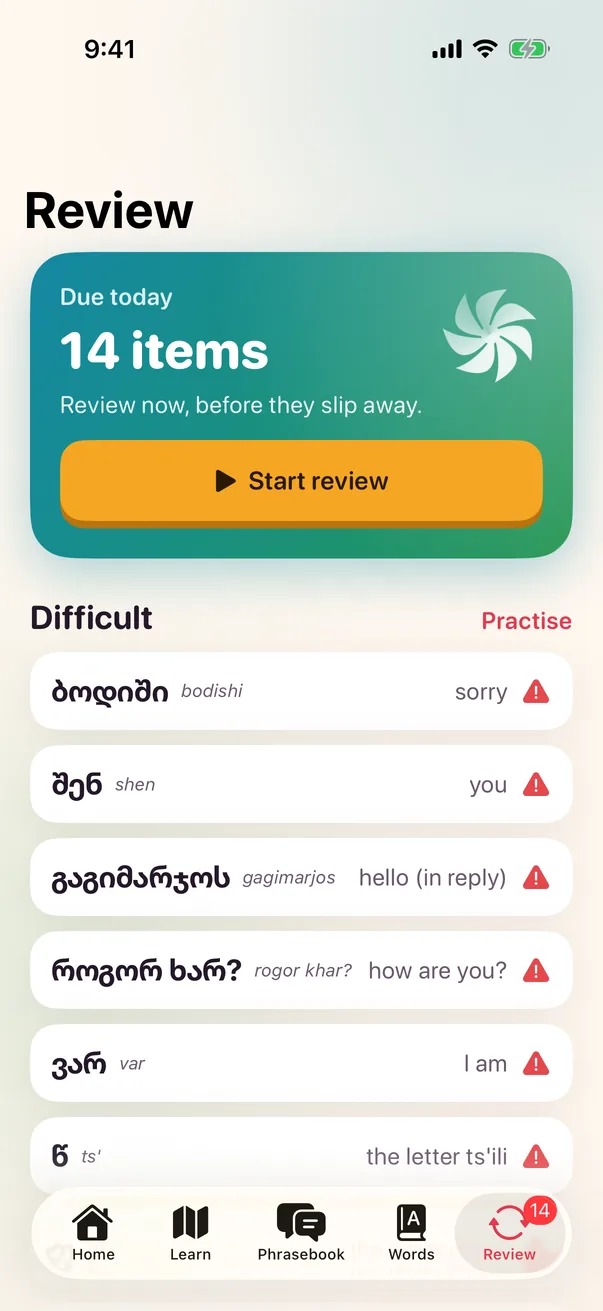 9:41
Review
Due today
14 items
Review now, before they slip away.
Start review
Difficult Practise
ბოდიში bodishi sorry
შენ shen you
გაგიმარჯოს gagimarjos hello (in reply)
როგორ ხარ? rogor khar? how are you?
ვარ var I am
წ ts' the letter ts'ili
14
Home Learn Phrasebook Words Review